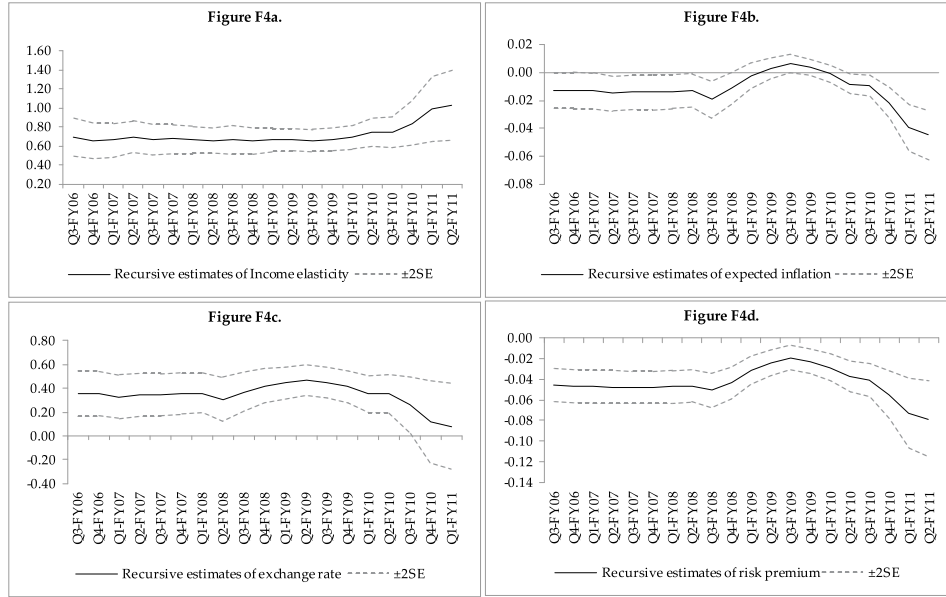 Figure F4a.
1.60
1.40
1.20
1.00
0.80
0.60
0.40
0.20
Q3-FY06
Q4-FY06
Q1-FY07
Q2-FY07
Q3-FY07
Q4-FY07
Q1-FY08
Q2-FY08
Q3-FY08
Q4-FY08
Q1-FY09
Q2-FY09
Q3-FY09
Q4-FY09
Q1-FY10
Q2-FY10
Q3-FY10
Q4-FY10
Q1-FY11
Q2-FY11
Recursive estimates of Income elasticity ±2SE
Figure F4b.
0.02
0.00
-0.02
-0.04
-0.06
-0.08
Q3-FY06
Q4-FY06
Q1-FY07
Q2-FY07
Q3-FY07
Q4-FY07
Q1-FY08
Q2-FY08
Q3-FY08
Q4-FY08
Q1-FY09
Q2-FY09
Q3-FY09
Q4-FY09
Q1-FY10
Q2-FY10
Q3-FY10
Q4-FY10
Q1-FY11
Q2-FY11
Recursive estimates of expected inflation ±2SE
Figure F4c.
0.80
0.60
0.40
0.20
0.00
-0.20
-0.40
Q3-FY06
Q4-FY06
Q1-FY07
Q2-FY07
Q3-FY07
Q4-FY07
Q1-FY08
Q2-FY08
Q3-FY08
Q4-FY08
Q1-FY09
Q2-FY09
Q3-FY09
Q4-FY09
Q1-FY10
Q2-FY10
Q3-FY10
Q4-FY10
Q1-FY11
Recursive estimates of exchange rate ±2SE
Figure F4d.
0.00
-0.02
-0.04
-0.06
-0.08
-0.10
-0.12
-0.14
Q3-FY06
Q4-FY06
Q1-FY07
Q2-FY07
Q3-FY07
Q4-FY07
Q1-FY08
Q2-FY08
Q3-FY08
Q4-FY08
Q1-FY09
Q2-FY09
Q3-FY09
Q4-FY09
Q1-FY10
Q2-FY10
Q3-FY10
Q4-FY10
Q1-FY11
Q2-FY11
Recursive estimates of risk premium ±2SE